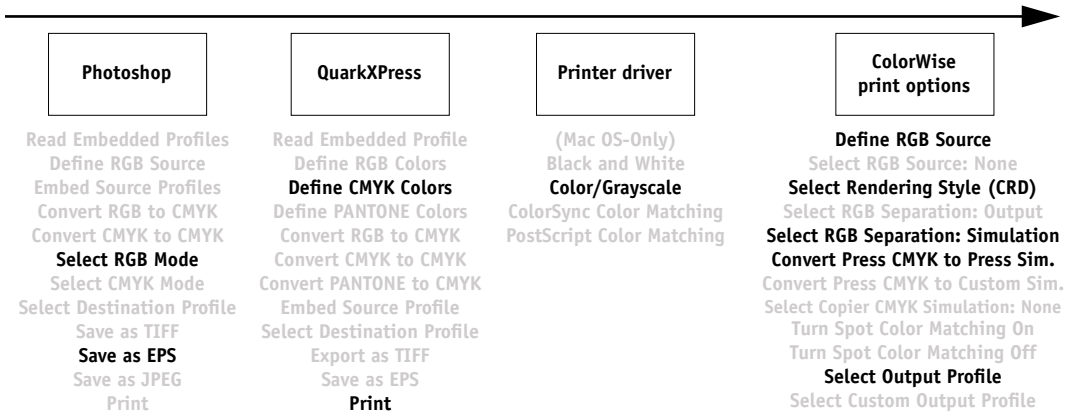 Photoshop
Read Embedded Profiles
Define RGB Source
Embed Source Profiles
Convert RGB to CMYK
Convert CMYK to CMYK
Select RGB Mode
Select CMYK Mode
Select Destination Profile
Save as TIFF
Save as EPS
Save as JPEG
Print
QuarkXPress
Read Embedded Profile
Define RGB Colors
Define CMYK Colors
Define PANTONE Colors
Convert RGB to CMYK
Convert CMYK to CMYK
Convert PANTONE to CMYK
Embed Source Profile
Select Destination Profile
Export as TIFF
Save as EPS
Print
Printer driver
(Mac OS-Only)
Black and White
Color/Grayscale
ColorSync Color Matching
PostScript Color Matching
ColorWise
print options
Define RGB Source
Select RGB Source: None
Select Rendering Style (CRD)
Select RGB Separation: Output
Select RGB Separation: Simulation
Convert Press CMYK to Press Sim.
Convert Press CMYK to Custom Sim.
Select Copier CMYK Simulation: None
Turn Spot Color Matching On
Turn Spot Color Matching Off
Select Output Profile
Select Custom Output Profile